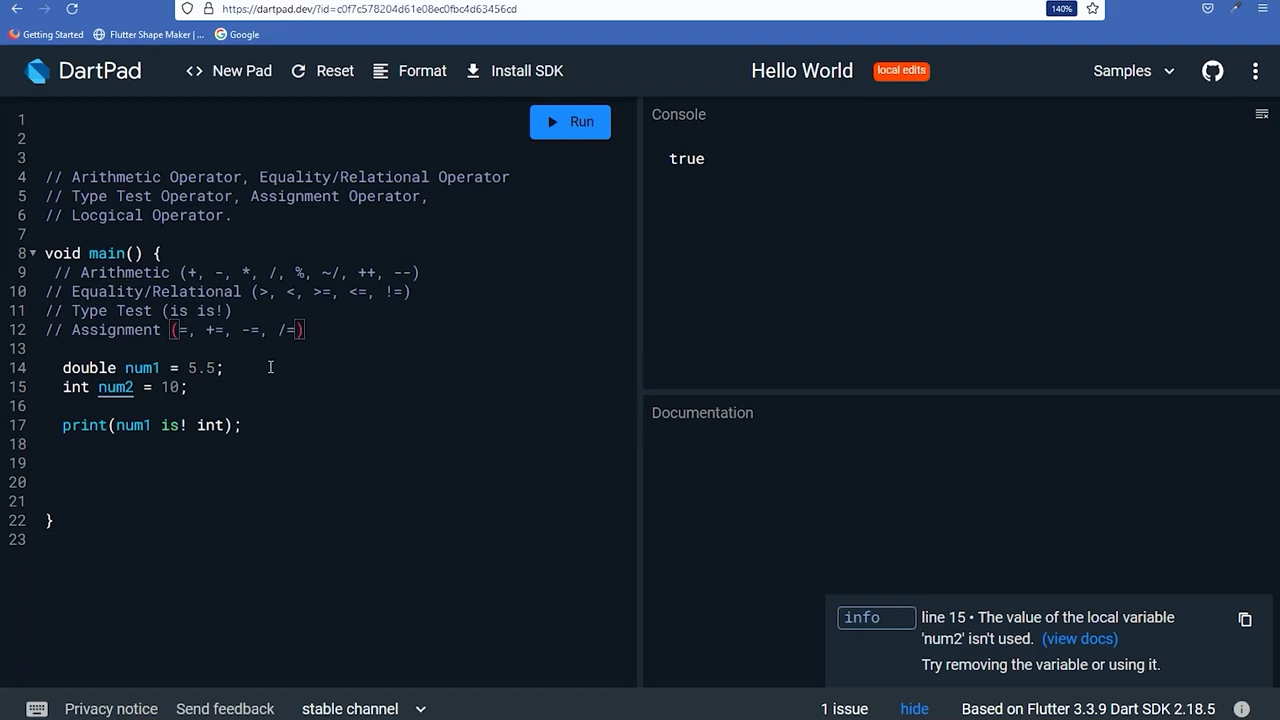 https://dartpad.dev/?id=c0f7c578204d61e08ec0fbc4d63456cd
140%
Getting Started
Flutter Shape Maker | ...
Google
DartPad
<> New Pad
Reset
Format
Install SDK
Hello World
local edits
Samples
1
2
3
4 // Arithmetic Operator, Equality/Relational Operator
5 // Type Test Operator, Assignment Operator,
6 // Locgical Operator.
7
8 void main() {
9 // Arithmetic (+, -, *, /, %, ~/, ++, --)
10 // Equality/Relational (>, <, >=, <=, !=)
11 // Type Test (is is!)
12 // Assignment (=, +=, -=, /=)
13
14 double num1 = 5.5;
15 int num2 = 10;
16
17 print(num1 is! int);
18
19
20
21
22 }
23
Run
Console
true
Documentation
info
line 15 • The value of the local variable
'num2' isn't used. (view docs)
Try removing the variable or using it.
Privacy notice
Send feedback
stable channel
1 issue
hide
Based on Flutter 3.3.9 Dart SDK 2.18.5